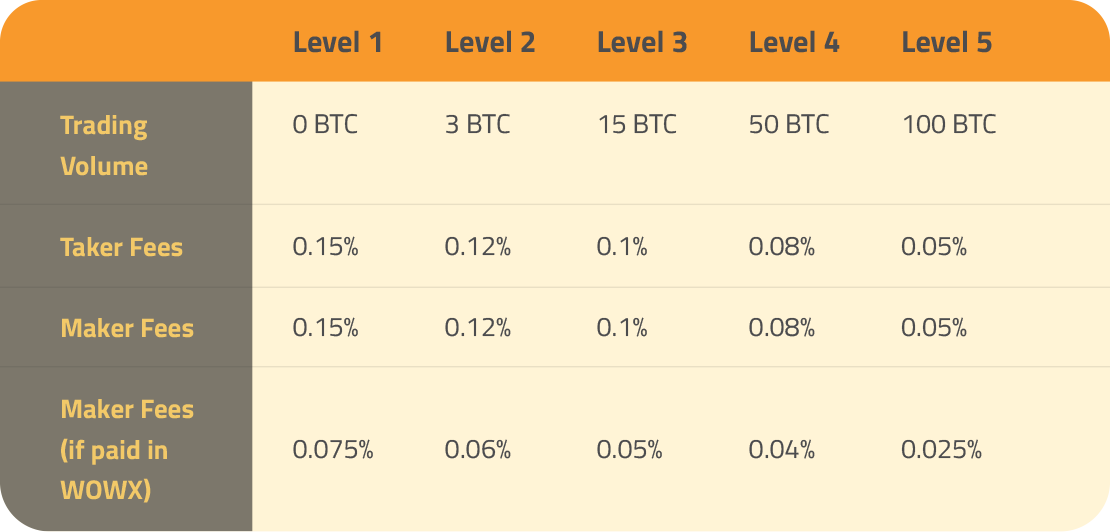 Level 1 Level 2 Level 3 Level 4 Level 5
Trading 0 BTC 3 BTC 15 BTC 50 BTC 100 BTC
Volume
Taker Fees 0.15% 0.12% 0.1% 0.08% 0.05%
Maker Fees 0.15% 0.12% 0.1% 0.08% 0.05%
Maker Fees
(if paid in 0.075% 0.06% 0.05% 0.04% 0.025%
WOWX)